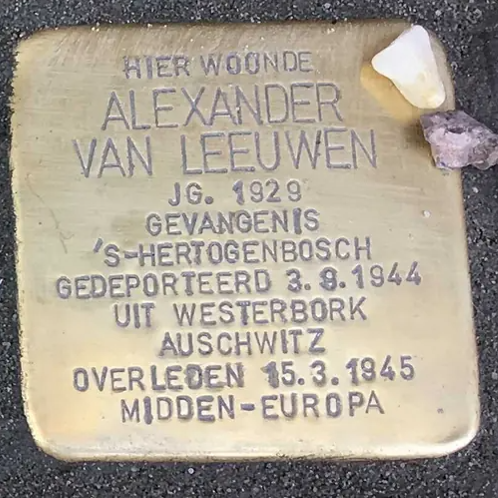 HIER WOONDE
ALEXANDER
VAN LEEUWEN
JG. 1929
GEVANGENIS
'S-HERTOGENBOSCH
GEDEPORTEERD 3.9.1944
UIT WESTERBORK
AUSCHWITZ
OVERLEDEN 15.3.1945
MIDDEN-EUROPA